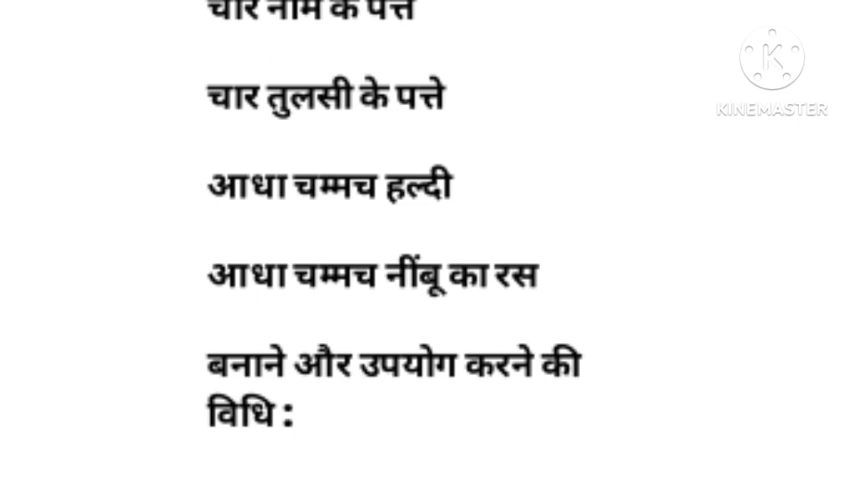 चार नीम के पत्ते
KINEMASTER
चार तुलसी के पत्ते
आधा चम्मच हल्दी
आधा चम्मच नींबू का रस
बनाने और उपयोग करने की
विधि :